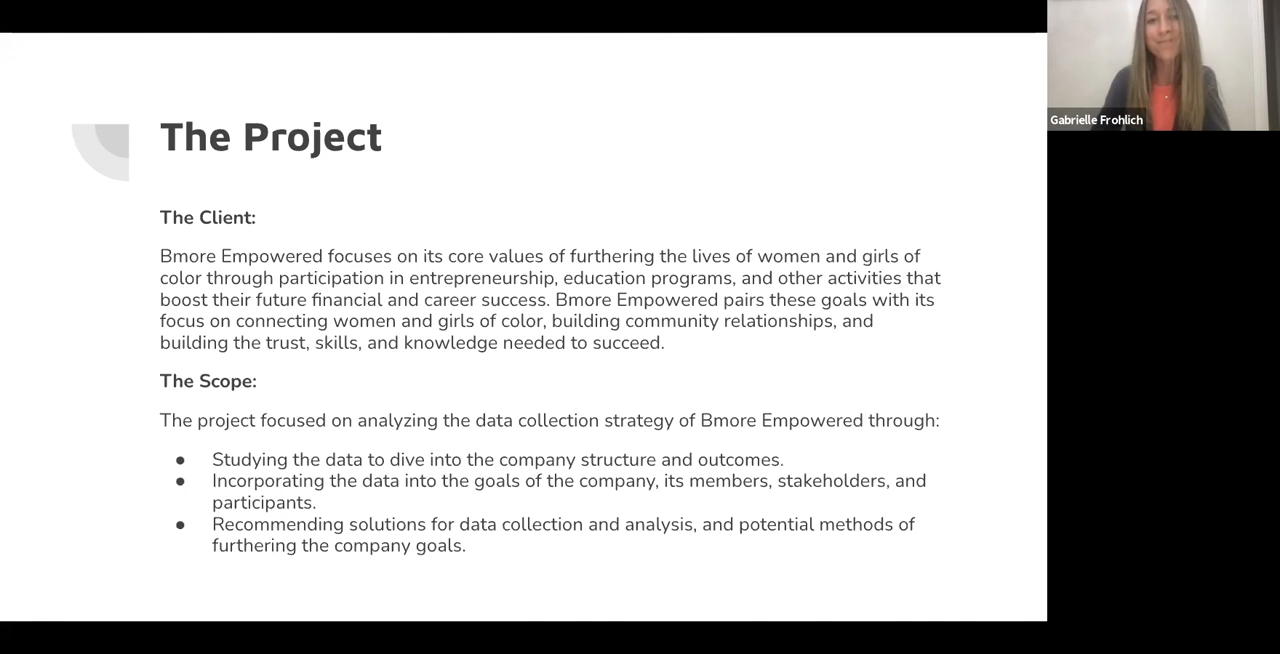 The Project
The Client:
Bmore Empowered focuses on its core values of furthering the lives of women and girls of
color through participation in entrepreneurship, education programs, and other activities that
boost their future financial and career success. Bmore Empowered pairs these goals with its
focus on connecting women and girls of color, building community relationships, and
building the trust, skills, and knowledge needed to succeed.
The Scope:
The project focused on analyzing the data collection strategy of Bmore Empowered through:
● Studying the data to dive into the company structure and outcomes.
● Incorporating the data into the goals of the company, its members, stakeholders, and
participants.
● Recommending solutions for data collection and analysis, and potential methods of
furthering the company goals.
Gabrielle Frohlich